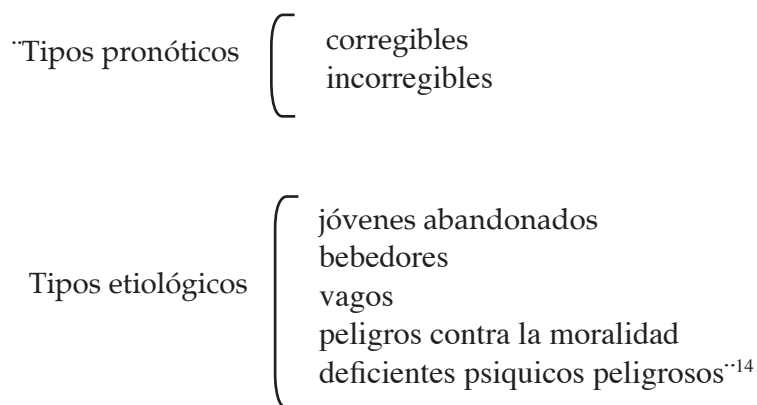 ¨Tipos pronóticos
corregibles
incorregibles
Tipos etiológicos
jóvenes abandonados
bebedores
vagos
peligros contra la moralidad
deficientes psiquicos peligrosos¨14